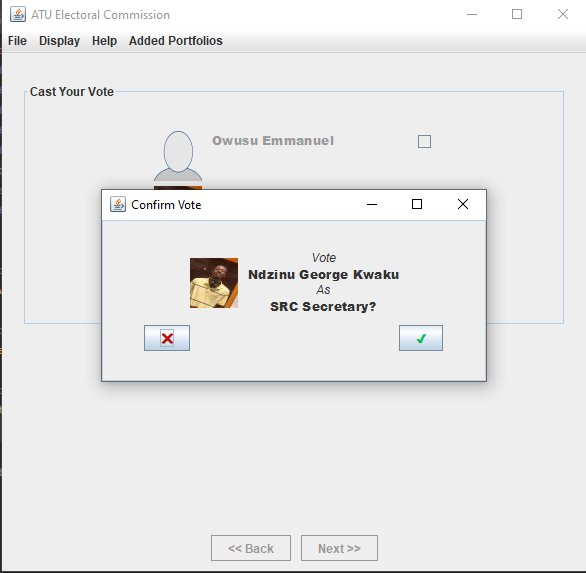 ATU Electoral Commission
File Display Help Added Portfolios
Cast Your Vote
Owusu Emmanuel
Confirm Vote
Vote
Ndzinu George Kwaku
As
SRC Secretary?
<< Back Next >>